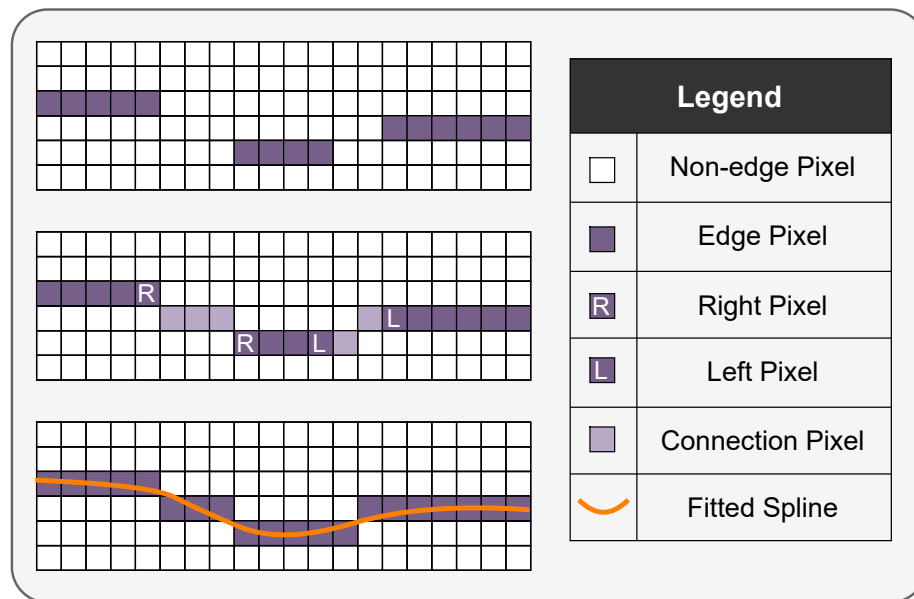 Legend
Non-edge Pixel
Edge Pixel
R Right Pixel
L Left Pixel
Connection Pixel
Fitted Spline
R
L
R L